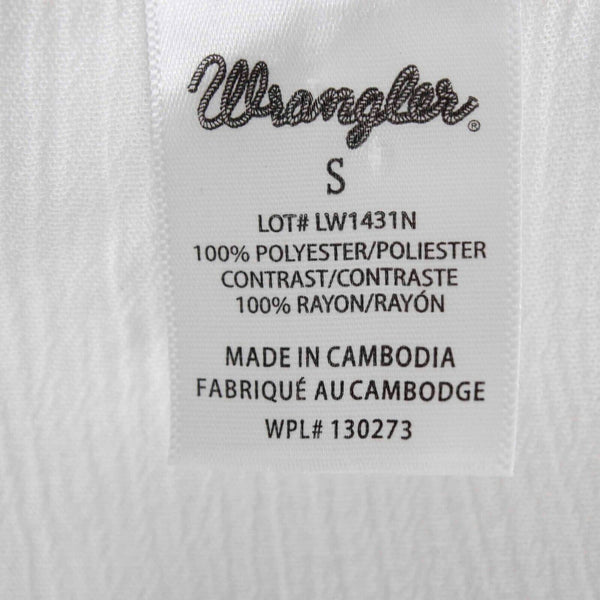 Wrangler®
S
LOT# LW1431N
100% POLYESTER/POLIESTER
CONTRAST/CONTRASTE
100% RAYON/RAYÓN
MADE IN CAMBODIA
FABRIQUÉ AU CAMBODGE
WPL# 130273